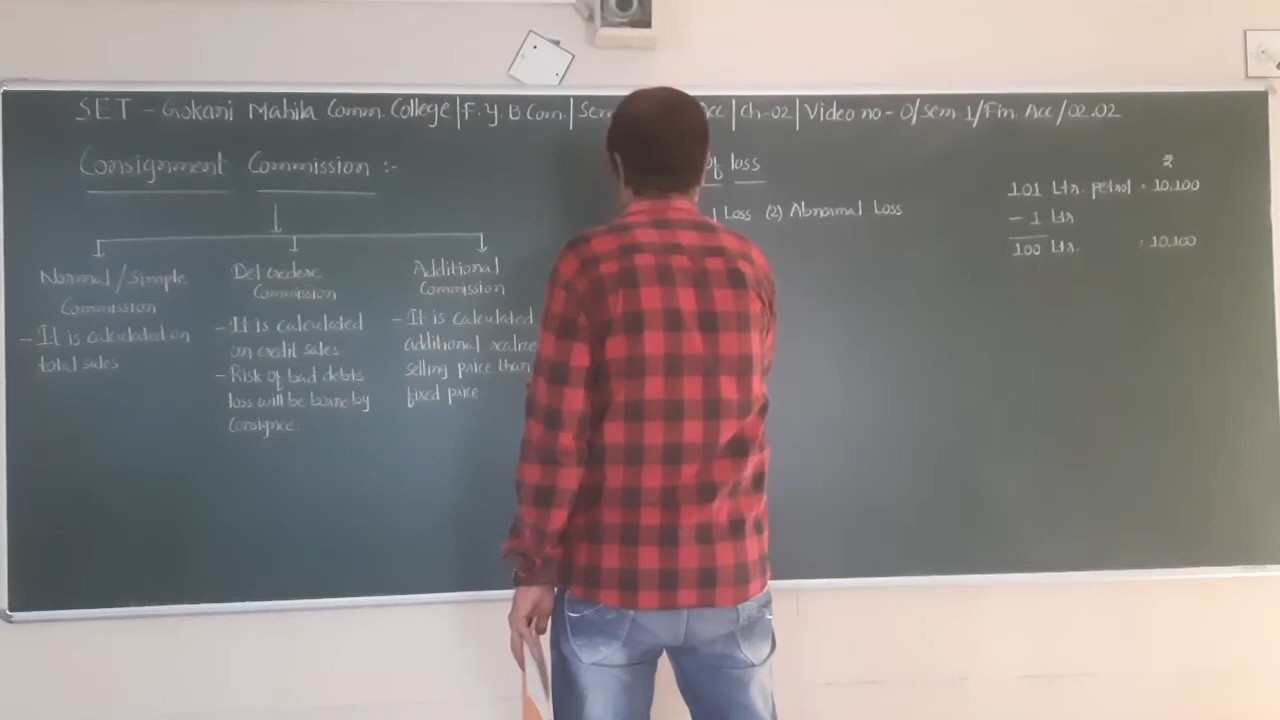 SET - Gokani Mahila Comm. College | F. Y. B Com. | Sem Acc | Ch-02 | Video no - 0/Sem-1/Fin. Acc/02.02
Consignment Commission :-
Normal/Simple
Commission
- It is calculated on
total sales
Del credere
Commission
- It is calculated
on credit sales
- Risk of bad debts
loss will be borne by
Consignee.
Additional
Commission
- It is calculated
additional realize
selling price than
fixed price.
of loss
Loss (2) Abnormal Loss
₹
101 Ltr. petrol = 10,100
- 1 Ltr
100 Ltr. : 10,100